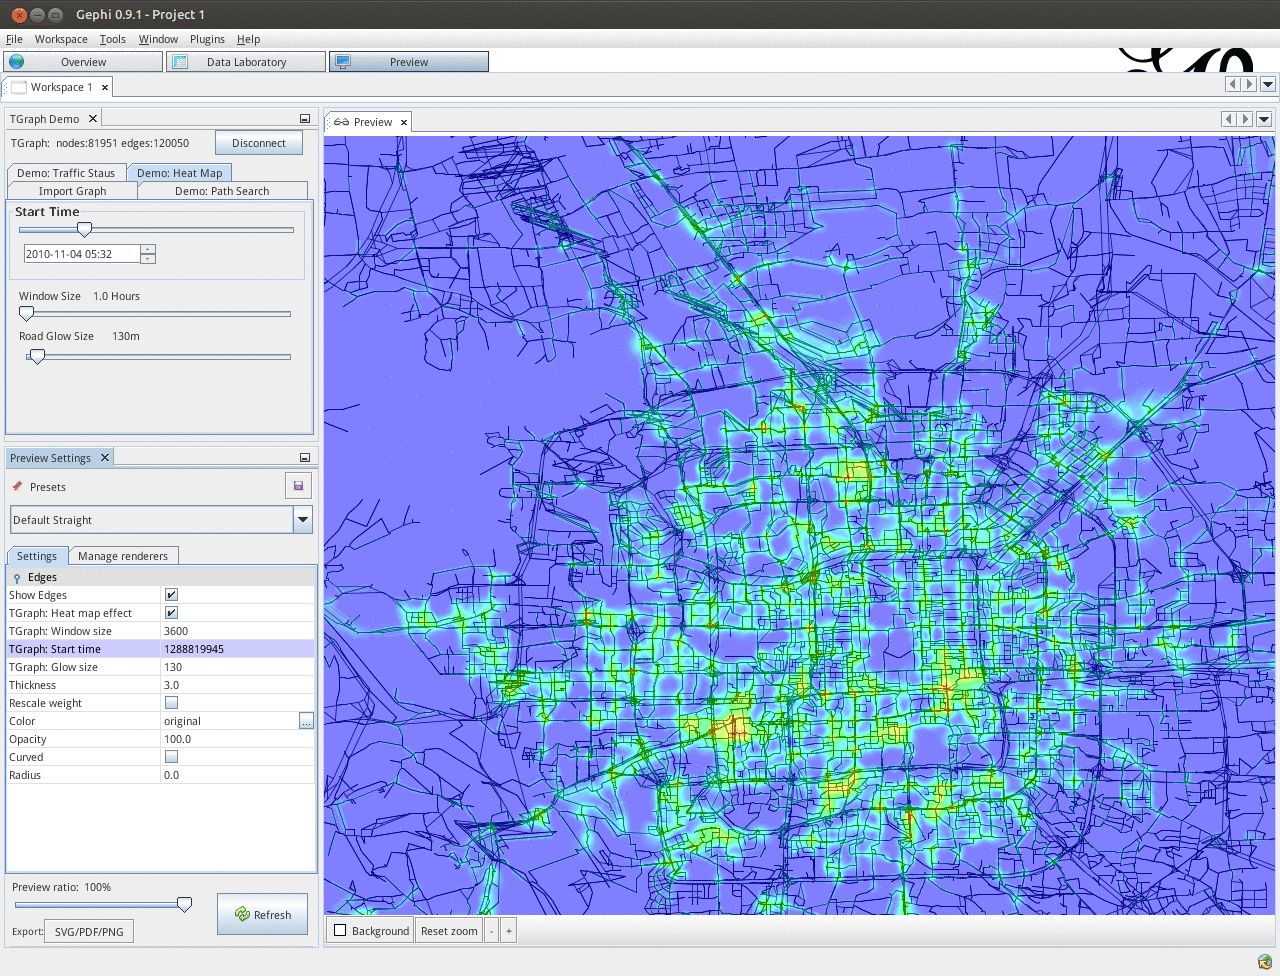 Gephi 0.9.1 - Project 1
File Workspace Tools Window Plugins Help
Overview Data Laboratory Preview
Workspace 1
TGraph Demo
TGraph: nodes:81951 edges:120050 Disconnect
Demo: Traffic Staus Demo: Heat Map
Import Graph Demo: Path Search
Start Time
2010-11-04 05:32
Window Size 1.0 Hours
Road Glow Size 130m
Preview Settings
Presets
Default Straight
Settings Manage renderers
Edges
Show Edges
TGraph: Heat map effect
TGraph: Window size 3600
TGraph: Start time 1288819945
TGraph: Glow size 130
Thickness 3.0
Rescale weight
Color original ...
Opacity 100.0
Curved
Radius 0.0
Preview ratio: 100%
Refresh
Export: SVG/PDF/PNG
Preview
Background Reset zoom - +